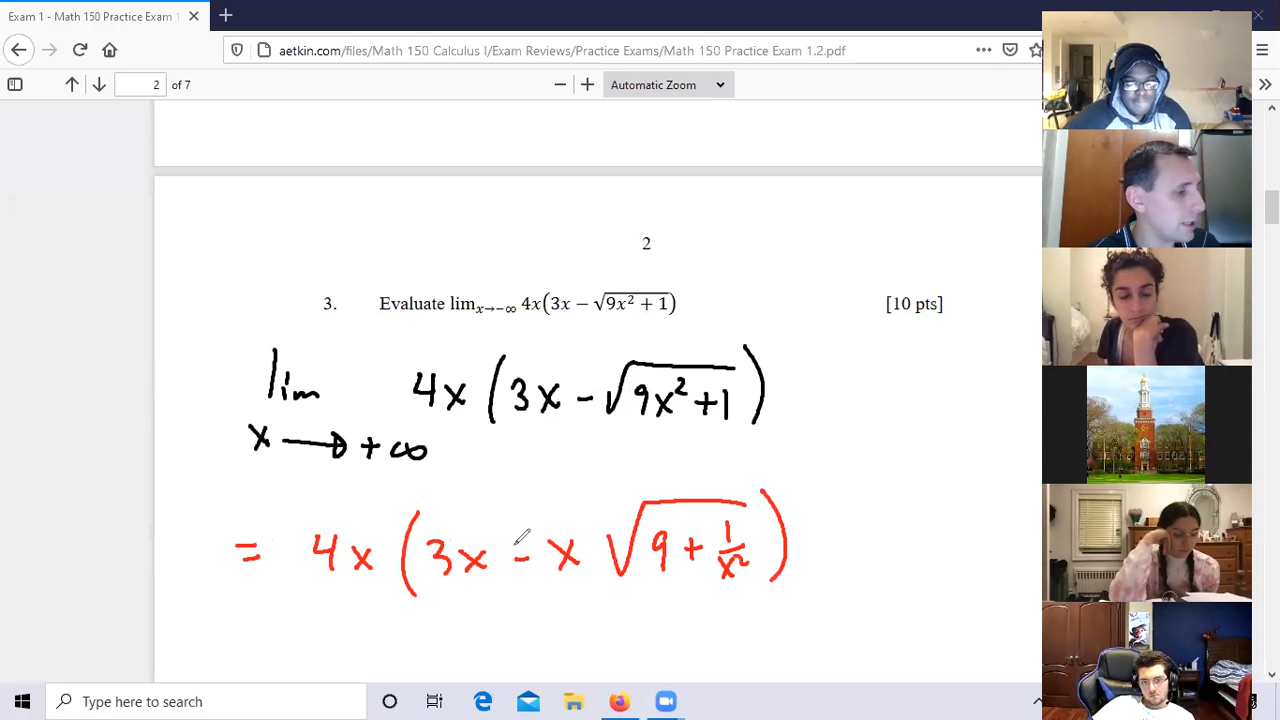 Exam 1 - Math 150 Practice Exam 1
aetkin.com/files/Math 150 Calculus I/Exam Reviews/Practice Exams/Math 150 Practice Exam 1.2.pdf
2 of 7
Automatic Zoom
2
3. Evaluate lim x→−∞ 4x(3x − √(9x² + 1)) [10 pts]
lim x → +∞ 4x (3x − √(9x² + 1))
= 4x (3x − x √(9 + 1/x²))
Type here to search